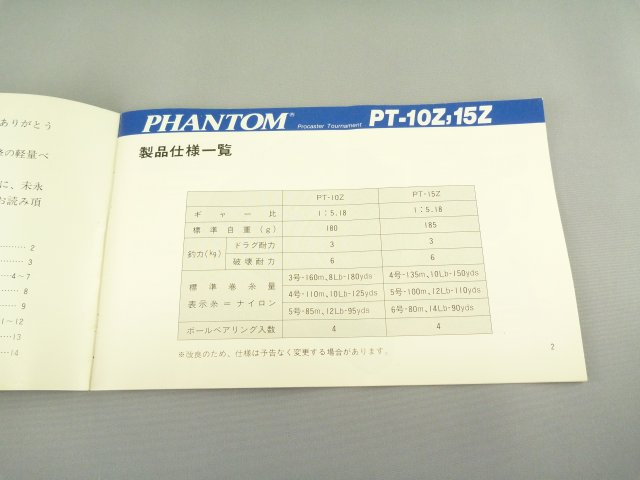 ありがとう
の軽量ベ
に、末永
お読み頂
2
3
4~7
8
9
1~12
13
14
PHANTOM® Procaster Tournament PT-10Z,15Z
製品仕様一覧
PT-10Z PT-15Z
ギャー比 1:5.18 1:5.18
標準自重(g) 180 185
釣力(kg) ドラグ耐力 3 3
破壊耐力 6 6
標準巻糸量 3号-160m,8Lb-180yds 4号-135m,10Lb-150yds
表示糸=ナイロン 4号-110m,10Lb-125yds 5号-100m,12Lb-110yds
5号-85m,12Lb-95yds 6号-80m,14Lb-90yds
ボールベアリング入数 4 4
※改良のため、仕様は予告なく変更する場合があります。
2